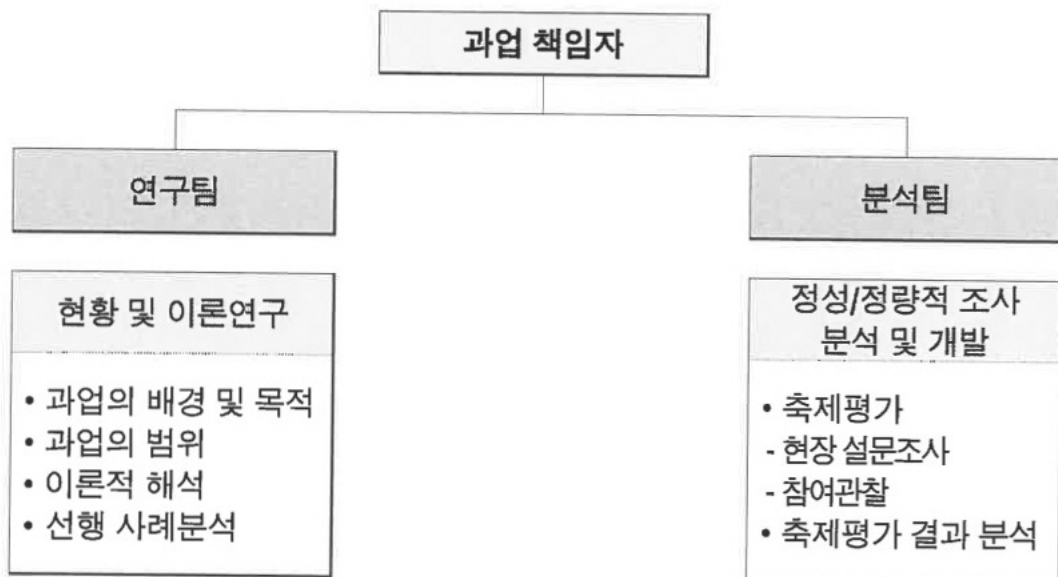 과업 책임자
연구팀
현황 및 이론연구
• 과업의 배경 및 목적
• 과업의 범위
• 이론적 해석
• 선행 사례분석
분석팀
정성/정량적 조사
분석 및 개발
• 축제평가
- 현장 설문조사
- 참여관찰
• 축제평가 결과 분석